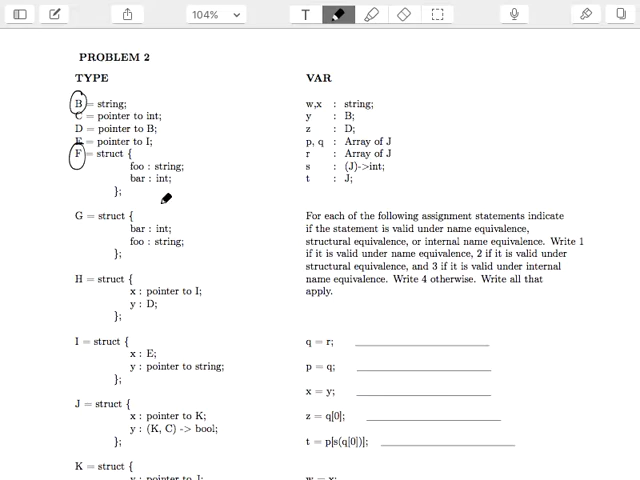 104%
T
PROBLEM 2
TYPE
B = string;
C = pointer to int;
D = pointer to B;
E = pointer to I;
F = struct {
foo : string;
bar : int;
};
G = struct {
bar : int;
foo : string;
};
H = struct {
x : pointer to I;
y : D;
};
I = struct {
x : E;
y : pointer to string;
};
J = struct {
x : pointer to K;
y : (K, C) -> bool;
};
K = struct {
VAR
w,x : string;
y : B;
z : D;
p, q : Array of J
r : Array of J
s : (J)->int;
t : J;
For each of the following assignment statements indicate
if the statement is valid under name equivalence,
structural equivalence, or internal name equivalence. Write 1
if it is valid under name equivalence, 2 if it is valid under
structural equivalence, and 3 if it is valid under internal
name equivalence. Write 4 otherwise. Write all that
apply.
q = r;
p = q;
x = y;
z = q[0];
t = p[s(q[0])];
w = x;